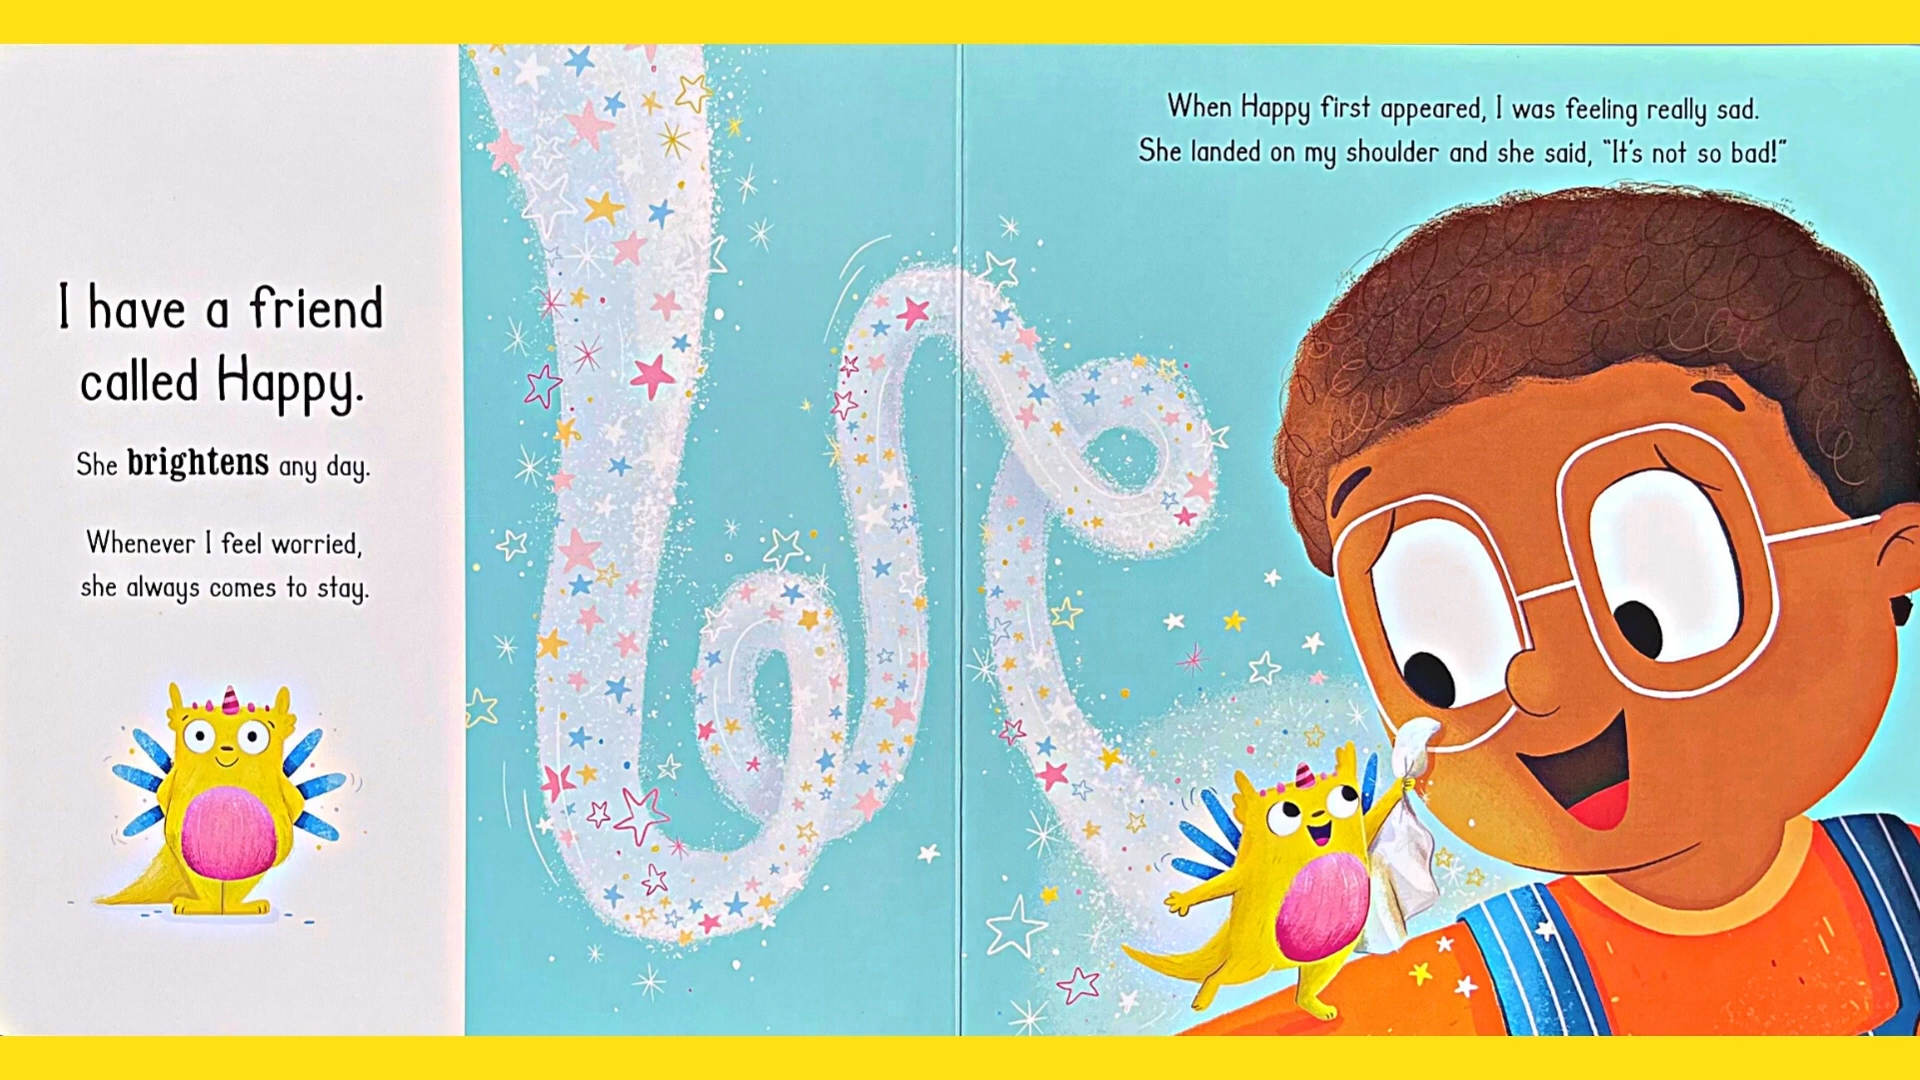 I have a friend
called Happy.
She brightens any day.
Whenever I feel worried,
she always comes to stay.
When Happy first appeared, I was feeling really sad.
She landed on my shoulder and she said, “It's not so bad!”